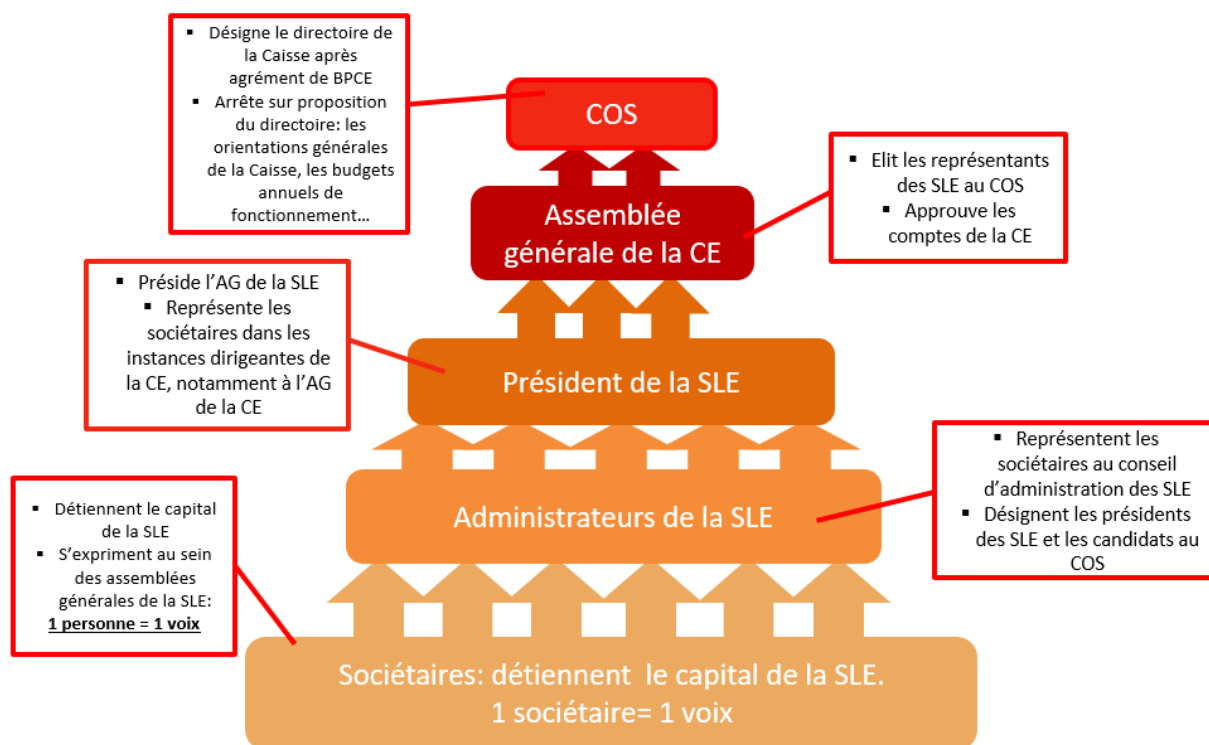 ▪ Désigne le directoire de
la Caisse après
agrément de BPCE
▪ Arrête sur proposition
du directoire: les
orientations générales
de la Caisse, les budgets
annuels de
fonctionnement…
COS
▪ Elit les représentants
des SLE au COS
▪ Approuve les
comptes de la CE
Assemblée
générale de la CE
▪ Préside l’AG de la SLE
▪ Représente les
sociétaires dans les
instances dirigeantes de
la CE, notamment à l’AG
de la CE
Président de la SLE
▪ Représentent les
sociétaires au conseil
d’administration des SLE
▪ Désignent les présidents
des SLE et les candidats au
COS
Administrateurs de la SLE
▪ Détiennent le capital
de la SLE
▪ S’expriment au sein
des assemblées
générales de la SLE:
1 personne = 1 voix
Sociétaires: détiennent le capital de la SLE.
1 sociétaire= 1 voix